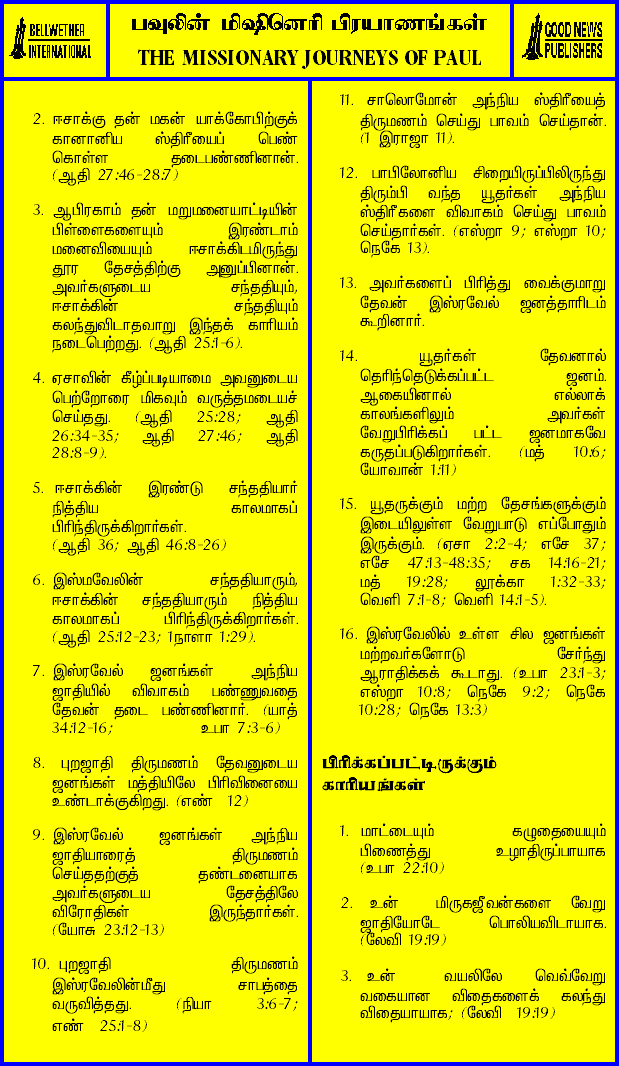 BELLWETHER
INTERNATIONAL
பவுலின் மிஷினெரி பிரயாணங்கள்
THE MISSIONARY JOURNEYS OF PAUL
GOOD NEWS
PUBLISHERS
2. ஈசாக்கு தன் மகன் யாக்கோபிற்குக்
கானானிய ஸ்திரீயைப் பெண்
கொள்ள தடைபண்ணினான்.
(ஆதி 27:46-28:7)
3. ஆபிரகாம் தன் மறுமனையாட்டியின்
பிள்ளைகளையும் இரண்டாம்
மனைவியையும் ஈசாக்கிடமிருந்து
தூர தேசத்திற்கு அனுப்பினான்.
அவர்களுடைய சந்ததியும்,
ஈசாக்கின் சந்ததியும்
கலந்துவிடாதவாறு இந்தக் காரியம்
நடைபெற்றது. (ஆதி 25:1-6).
4. ஏசாவின் கீழ்ப்படியாமை அவனுடைய
பெற்றோரை மிகவும் வருத்தமடையச்
செய்தது. (ஆதி 25:28; ஆதி
26:34-35; ஆதி 27:46; ஆதி
28:8-9).
5. ஈசாக்கின் இரண்டு சந்ததியார்
நித்திய காலமாகப்
பிரிந்திருக்கிறார்கள்.
(ஆதி 36; ஆதி 46:8-26)
6. இஸ்மவேலின் சந்ததியாரும்,
ஈசாக்கின் சந்ததியாரும் நித்திய
காலமாகப் பிரிந்திருக்கிறார்கள்.
(ஆதி 25:12-23; 1நாளா 1:29).
7. இஸ்ரவேல் ஜனங்கள் அந்நிய
ஜாதியில் விவாகம் பண்ணுவதை
தேவன் தடை பண்ணினார். (யாத்
34:12-16; உபா 7:3-6)
8. புறஜாதி திருமணம் தேவனுடைய
ஜனங்கள் மத்தியிலே பிரிவினையை
உண்டாக்குகிறது. (எண் 12)
9. இஸ்ரவேல் ஜனங்கள் அந்நிய
ஜாதியாரைத் திருமணம்
செய்ததற்குத் தண்டனையாக
அவர்களுடைய தேசத்திலே
விரோதிகள் இருந்தார்கள்.
(யோசு 23:12-13)
10. புறஜாதி திருமணம்
இஸ்ரவேலின்மீது சாபத்தை
வருவித்தது. (நியா 3:6-7;
எண் 25:1-8)
11. சாலொமோன் அந்நிய ஸ்திரீயைத்
திருமணம் செய்து பாவம் செய்தான்.
(1 இராஜா 11).
12. பாபிலோனிய சிறையிருப்பிலிருந்து
திரும்பி வந்த யூதர்கள் அந்நிய
ஸ்திரீகளை விவாகம் செய்து பாவம்
செய்தார்கள். (எஸ்றா 9; எஸ்றா 10;
நெகே 13).
13. அவர்களைப் பிரித்து வைக்குமாறு
தேவன் இஸ்ரவேல் ஜனத்தாரிடம்
கூறினார்.
14. யூதர்கள் தேவனால்
தெரிந்தெடுக்கப்பட்ட ஜனம்.
ஆகையினால் எல்லாக்
காலங்களிலும் அவர்கள்
வேறுபிரிக்கப் பட்ட ஜனமாகவே
கருதப்படுகிறார்கள். (மத் 10:6;
யோவான் 1:11)
15. யூதருக்கும் மற்ற தேசங்களுக்கும்
இடையிலுள்ள வேறுபாடு எப்போதும்
இருக்கும். (ஏசா 2:2-4; எசே 37;
எசே 47:13-48:35; சக 14:16-21;
மத் 19:28; லூக்கா 1:32-33;
வெளி 7:1-8; வெளி 14:1-5).
16. இஸ்ரவேலில் உள்ள சில ஜனங்கள்
மற்றவர்களோடு சேர்ந்து
ஆராதிக்கக் கூடாது. (உபா 23:1-3;
எஸ்றா 10:8; நெகே 9:2; நெகே
10:28; நெகே 13:3)
பிரிக்கப்பட்டிருக்கும்
காரியங்கள்
1. மாட்டையும் கழுதையையும்
பிணைத்து உழாதிருப்பாயாக
(உபா 22:10)
2. உன் மிருகஜீவன்களை வேறு
ஜாதியோடே பொலியவிடாயாக.
(லேவி 19:19)
3. உன் வயலிலே வெவ்வேறு
வகையான விதைகளைக் கலந்து
விதையாயாக; (லேவி 19:19)